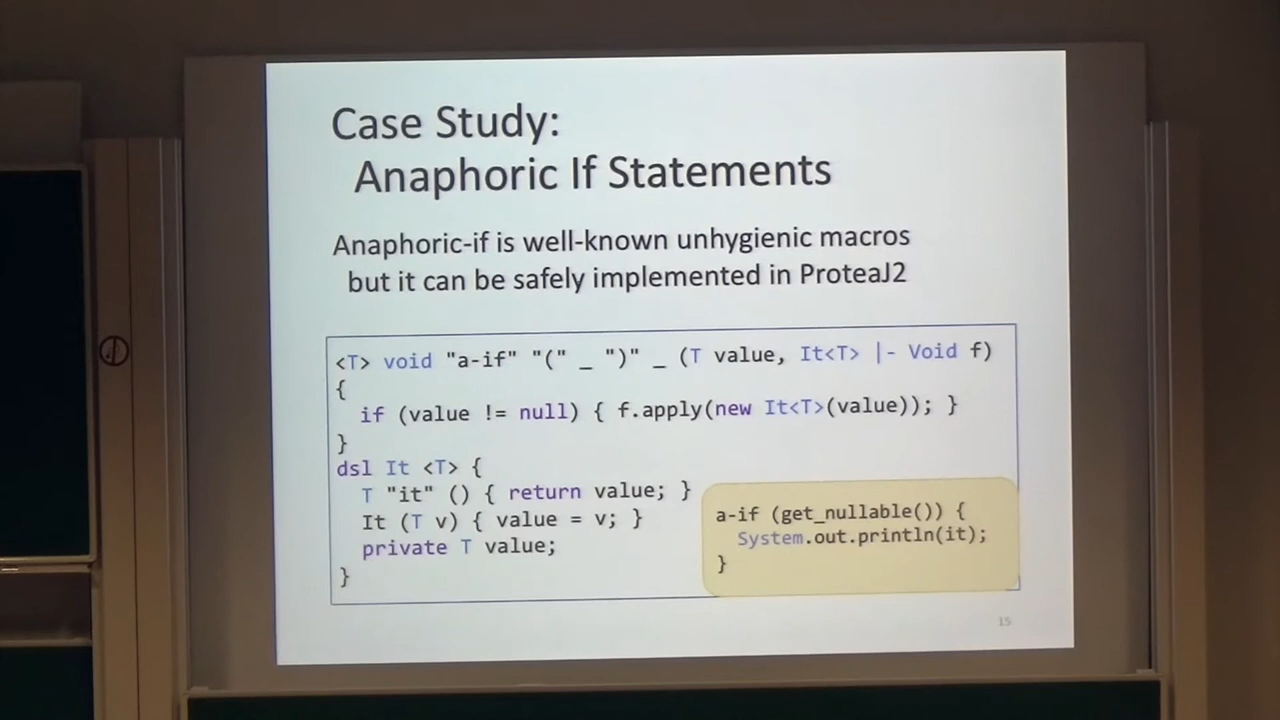 Case Study:
Anaphoric If Statements
Anaphoric-if is well-known unhygienic macros
but it can be safely implemented in ProteaJ2
<T> void "a-if" "(" _ ")" _ (T value, It<T> |- Void f)
{
if (value != null) { f.apply(new It<T>(value)); }
}
dsl It <T> {
T "it" () { return value; }
It (T v) { value = v; }
private T value;
}
a-if (get_nullable()) {
System.out.println(it);
}
15